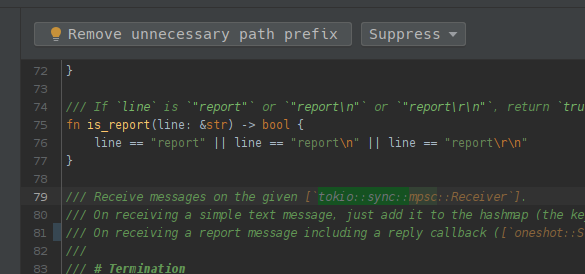 Remove unnecessary path prefix Suppress
72 }
73
74 /// If `line` is `"report"` or `"report\n"` or `"report\r\n"`, return `tru
75 fn is_report(line: &str) -> bool {
76 line == "report" || line == "report\n" || line == "report\r\n"
77 }
78
79 /// Receive messages on the given [`tokio::sync::mpsc::Receiver`].
80 /// On receiving a simple text message, just add it to the hashmap (the ke
81 /// On receiving a report message including a reply callback ([`oneshot::S
82 ///
83 /// # Termination